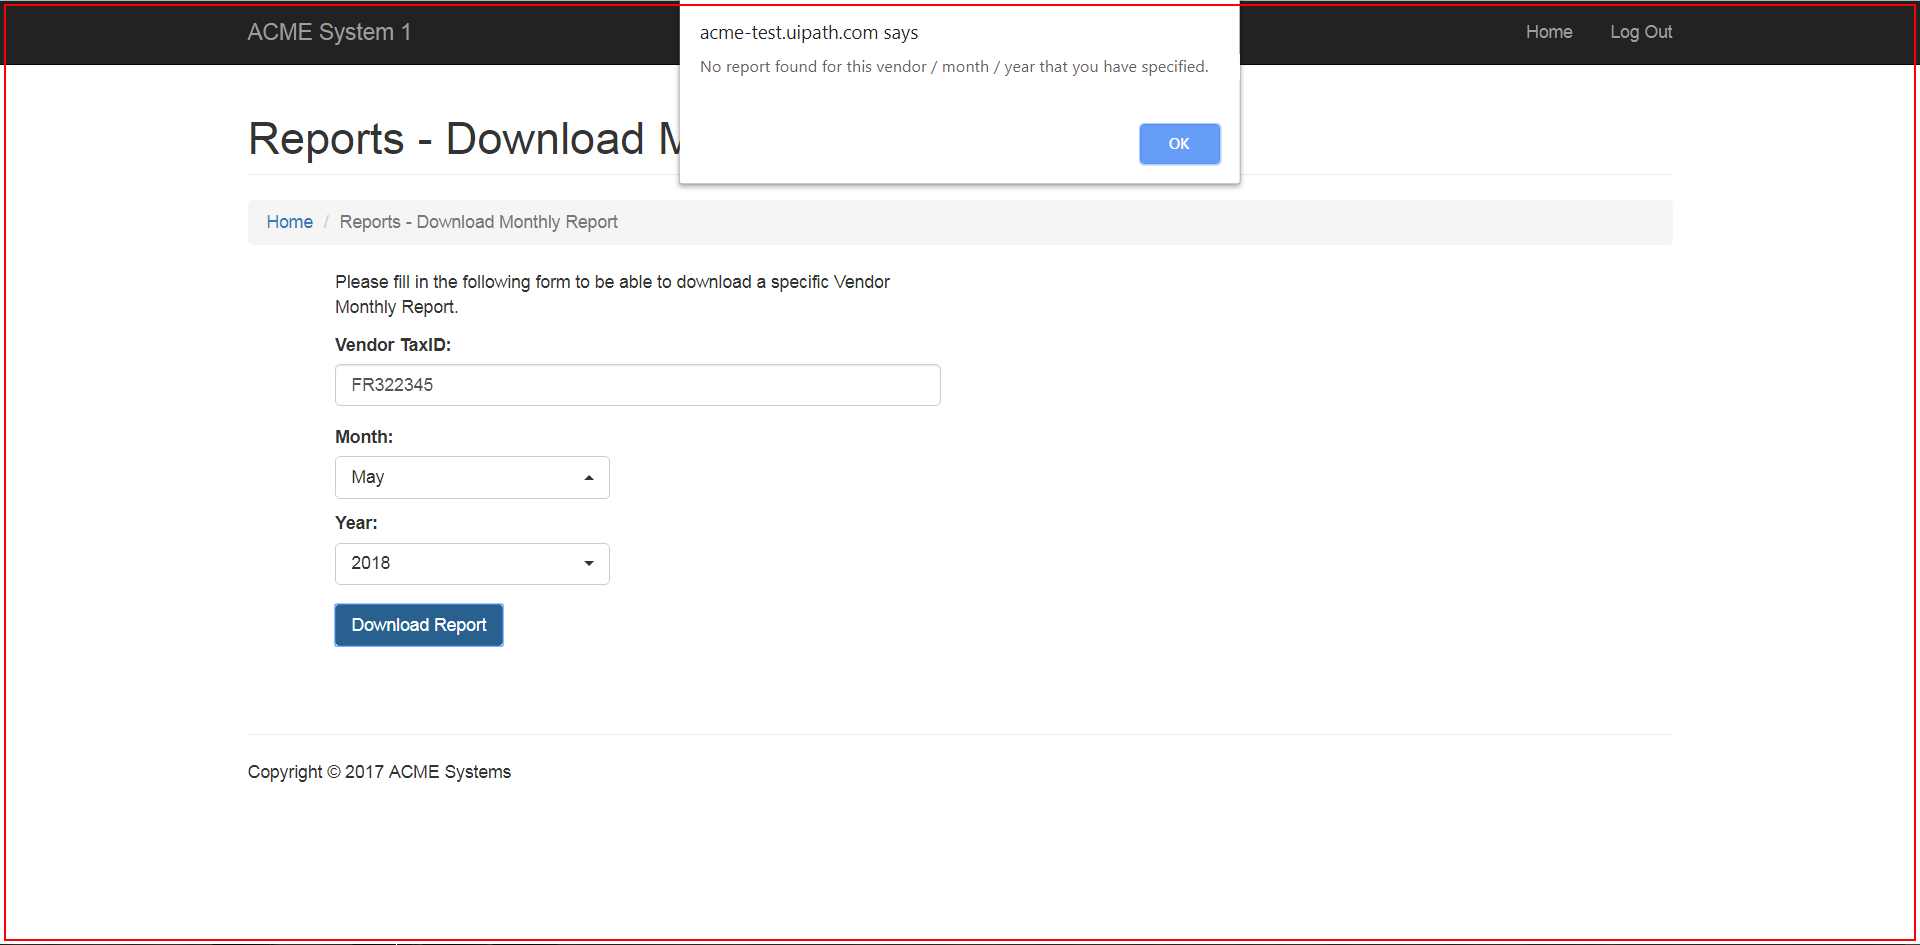 ACME System 1
Home
Log Out
acme-test.uipath.com says
No report found for this vendor / month / year that you have specified.
OK
Reports - Download
Home / Reports - Download Monthly Report
Please fill in the following form to be able to download a specific Vendor
Monthly Report.
Vendor TaxID:
FR322345
Month:
May
Year:
2018
Download Report
Copyright © 2017 ACME Systems